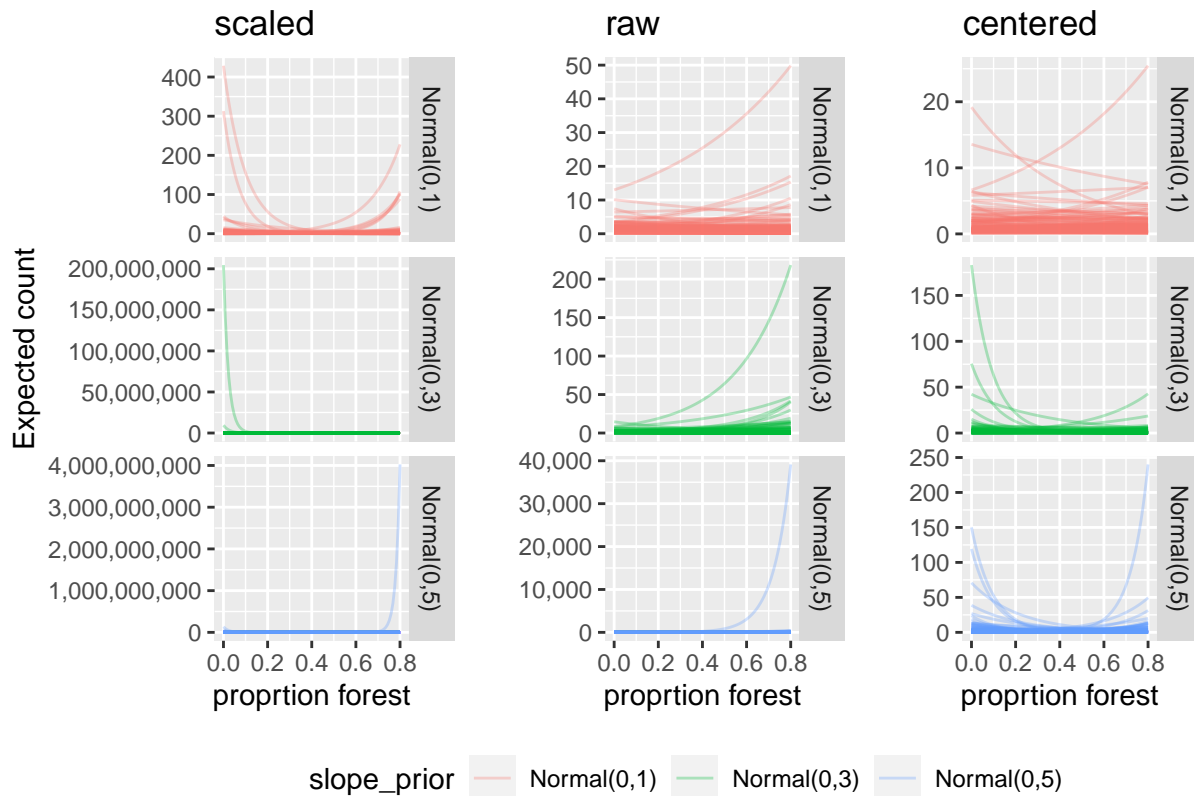 scaled
raw
centered
Expected count
400
300
200
100
0
Normal(0,1)
50
40
30
20
10
0
Normal(0,1)
20
10
0
Normal(0,1)
200,000,000
150,000,000
100,000,000
50,000,000
0
Normal(0,3)
200
150
100
50
0
Normal(0,3)
150
100
50
0
Normal(0,3)
4,000,000,000
3,000,000,000
2,000,000,000
1,000,000,000
0
Normal(0,5)
40,000
30,000
20,000
10,000
0
Normal(0,5)
250
200
150
100
50
0
Normal(0,5)
0.0 0.2 0.4 0.6 0.8
0.0 0.2 0.4 0.6 0.8
0.0 0.2 0.4 0.6 0.8
proprtion forest
proprtion forest
proprtion forest
slope_prior Normal(0,1) Normal(0,3) Normal(0,5)